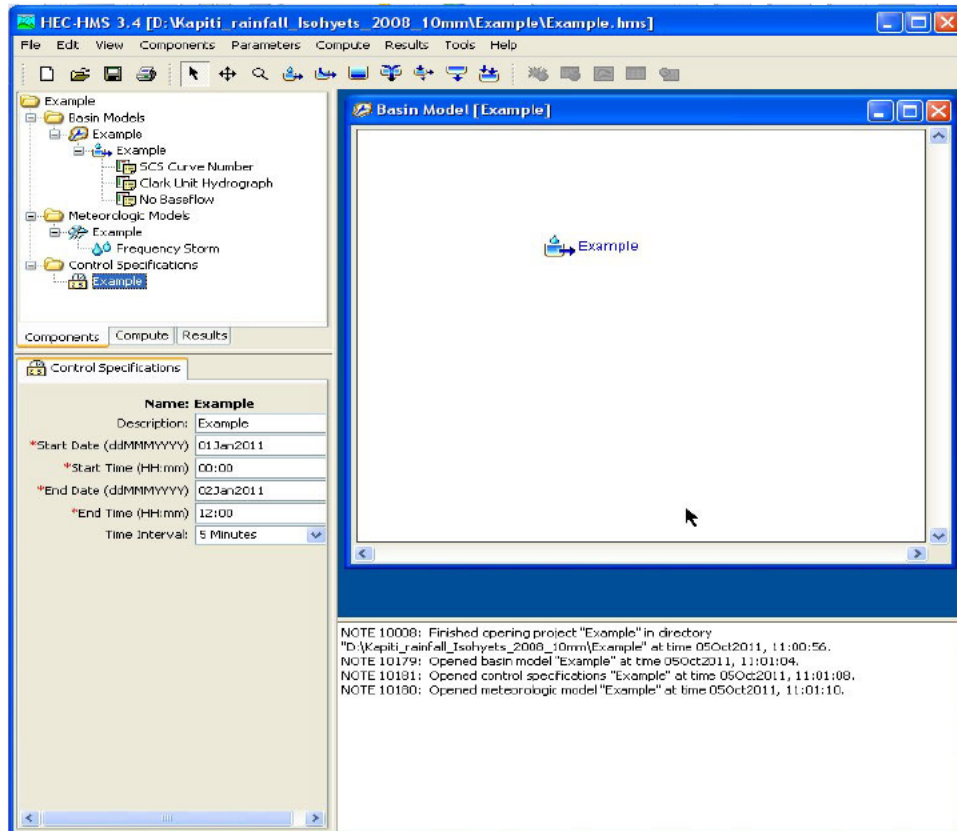 HEC-HMS 3.4 [D:\Kapiti_rainfall_Isohyets_2008_10mm\Example\Example.hms]
File Edit View Components Parameters Compute Results Tools Help
Example
Basin Models
Example
Example
SCS Curve Number
Clark Unit Hydrograph
No Baseflow
Meteorologic Models
Example
Frequency Storm
Control Specifications
Example
Components Compute Results
Control Specifications
Name: Example
Description: Example
*Start Date (ddMMMYYYY) 01Jan2011
*Start Time (HH:mm) 00:00
*End Date (ddMMMYYYY) 02Jan2011
*End Time (HH:mm) 12:00
Time Interval: 5 Minutes
Basin Model [Example]
Example
NOTE 10008: Finished opening project "Example" in directory
"D:\Kapiti_rainfall_Isohyets_2008_10mm\Example" at time 05Oct2011, 11:00:56.
NOTE 10179: Opened basin model "Example" at time 05Oct2011, 11:01:04.
NOTE 10181: Opened control specifications "Example" at time 05Oct2011, 11:01:08.
NOTE 10180: Opened meteorologic model "Example" at time 05Oct2011, 11:01:10.